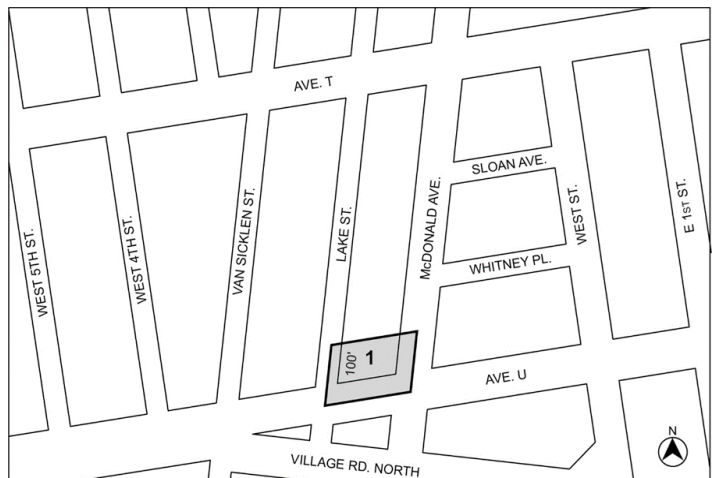 AVE. T
SLOAN AVE.
WEST 5TH ST.
WEST 4TH ST.
VAN SICKLEN ST.
LAKE ST.
McDONALD AVE.
WEST ST.
E 1ST ST.
WHITNEY PL.
100'
1
AVE. U
N
VILLAGE RD. NORTH